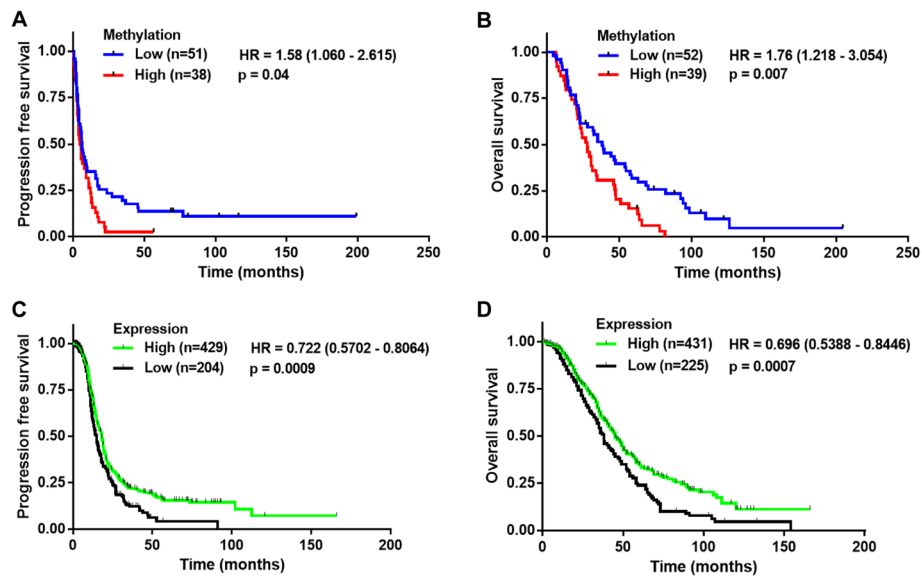 A
Methylation
Low (n=51) HR = 1.58 (1.060 - 2.615)
High (n=38) p = 0.04
Progression free survival
1.00
0.75
0.50
0.25
0.00
0 50 100 150 200 250
Time (months)
B
Methylation
Low (n=52) HR = 1.76 (1.218 - 3.054)
High (n=39) p = 0.007
Overall survival
1.00
0.75
0.50
0.25
0.00
0 50 100 150 200 250
Time (months)
C
Expression
High (n=429) HR = 0.722 (0.5702 - 0.8064)
Low (n=204) p = 0.0009
Progression free survival
1.00
0.75
0.50
0.25
0.00
0 50 100 150 200
Time (months)
D
Expression
High (n=431) HR = 0.696 (0.5388 - 0.8446)
Low (n=225) p = 0.0007
Overall survival
1.00
0.75
0.50
0.25
0.00
0 50 100 150 200
Time (months)